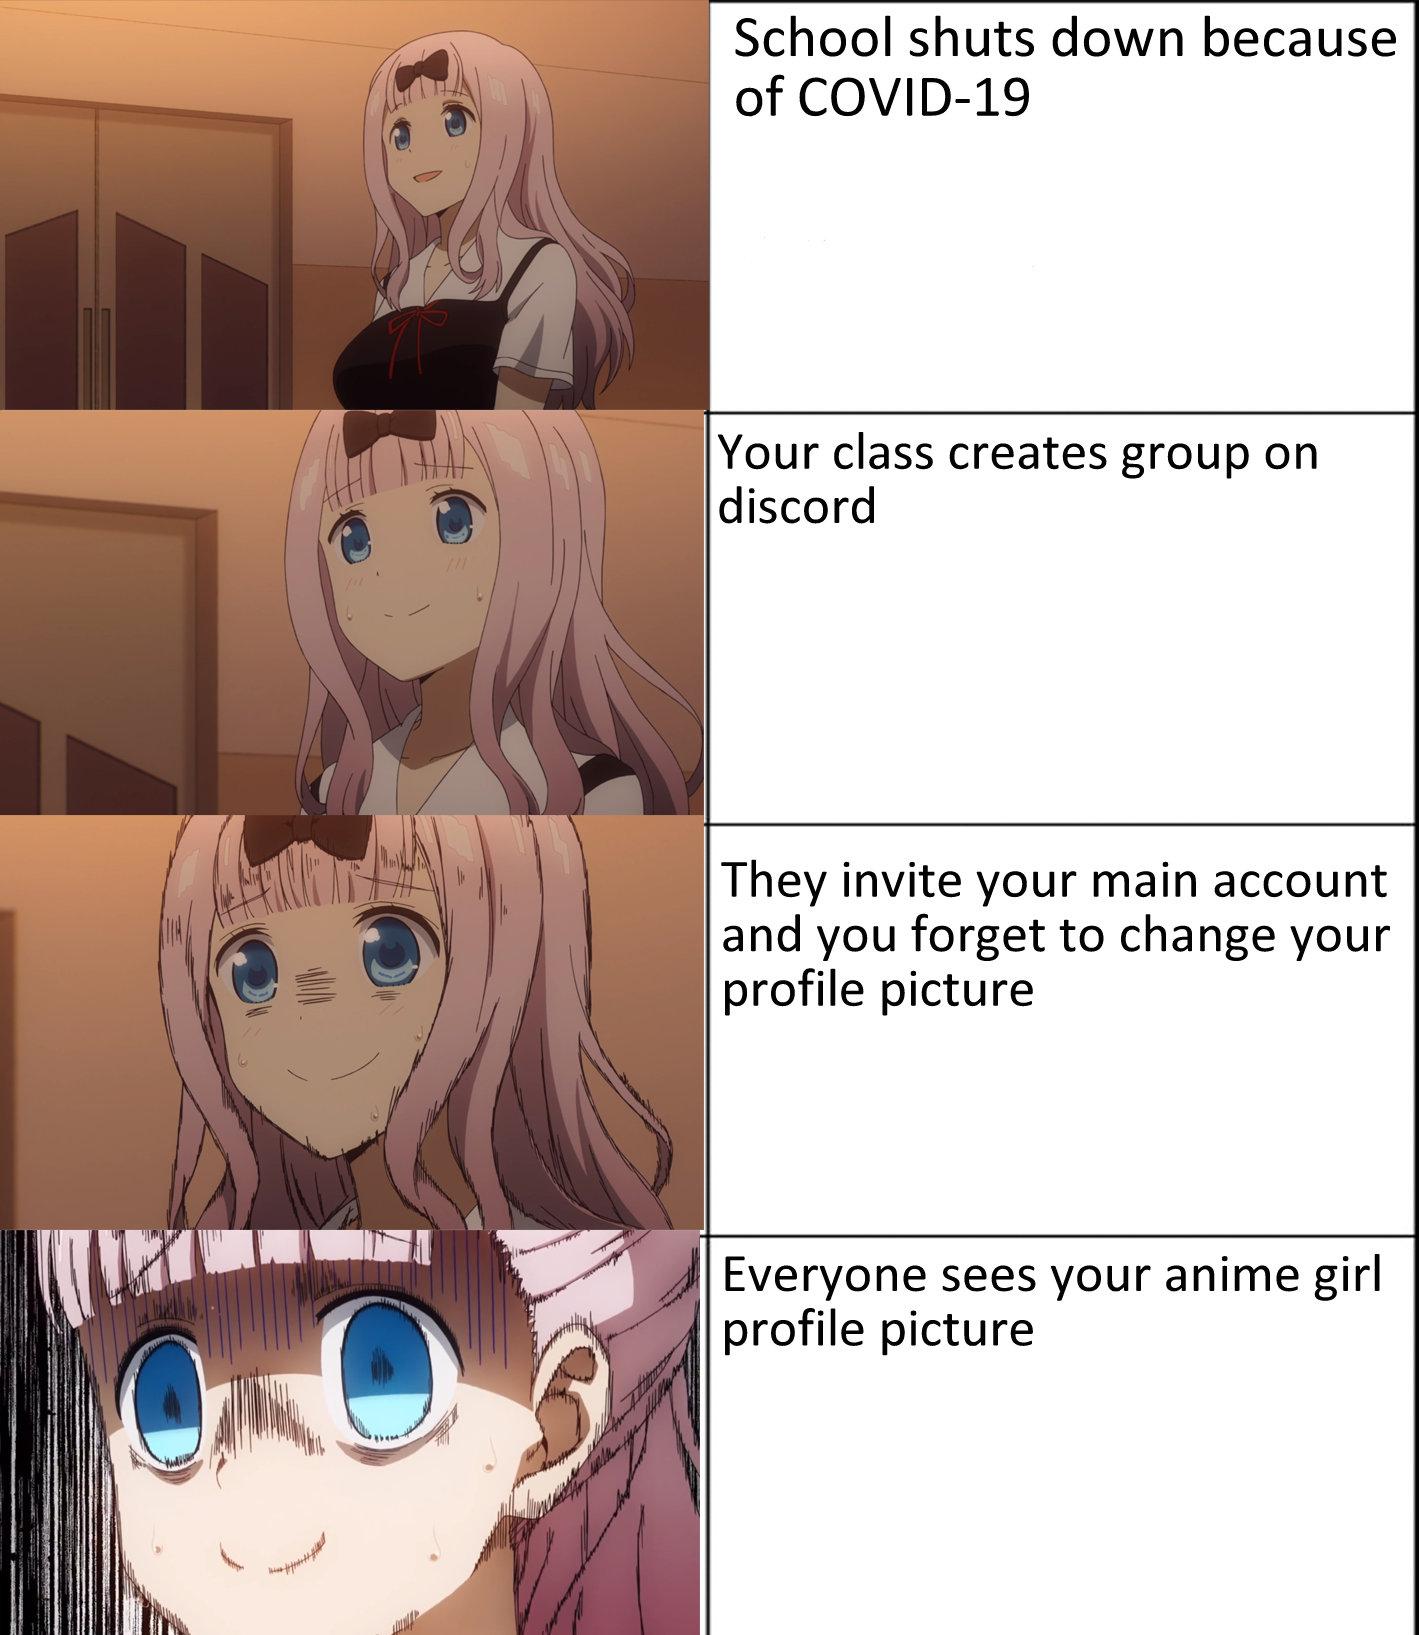 School shuts down because
of COVID-19
Your class creates group on
discord
They invite your main account
and you forget to change your
profile picture
Everyone sees your anime girl
profile picture